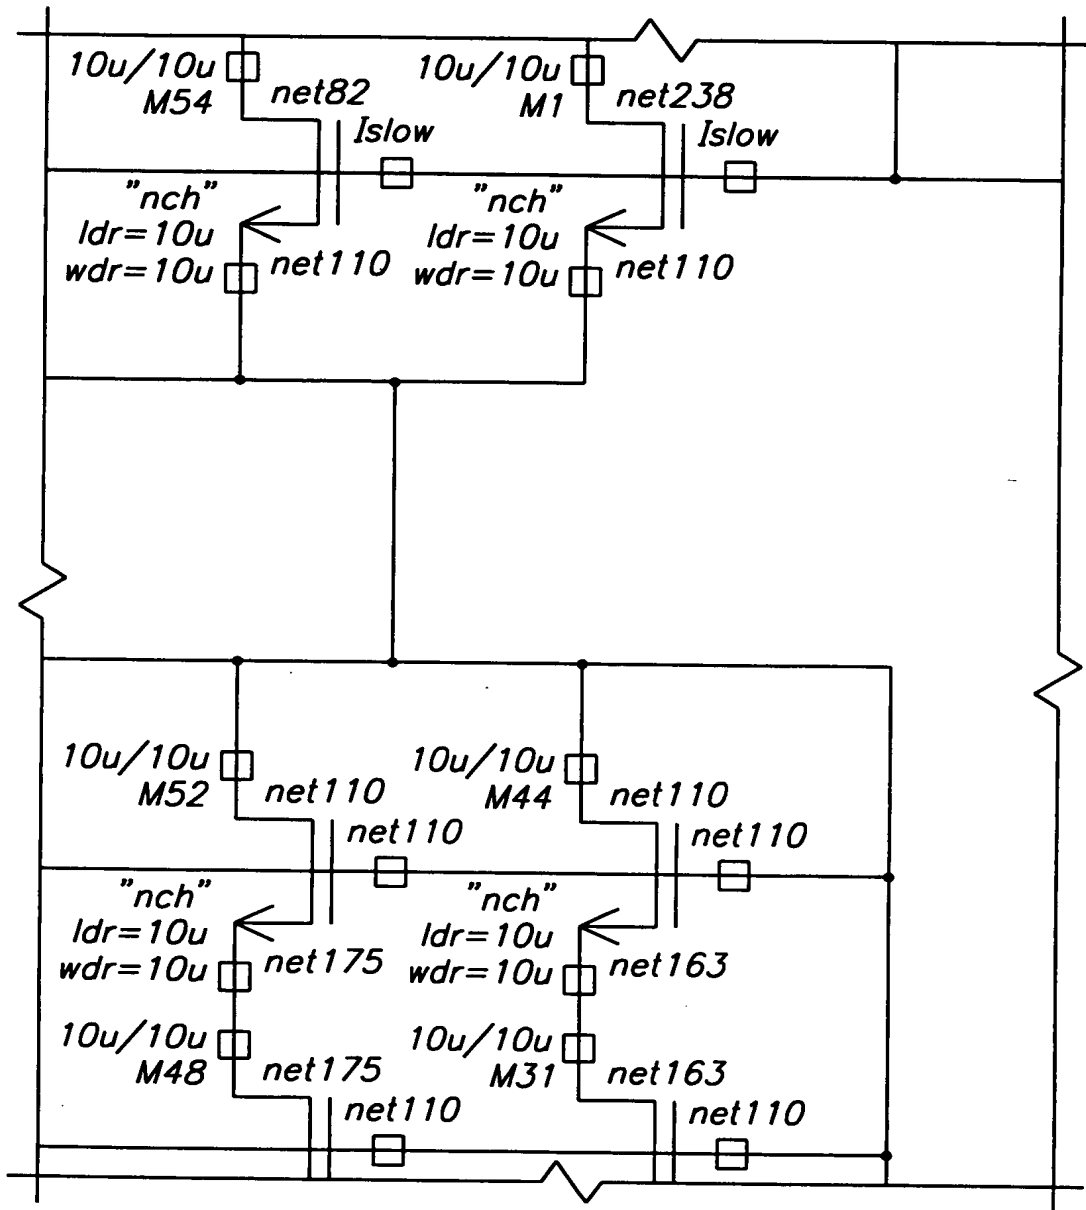 10u/10u
M54
net82
Islow
"nch"
ldr=10u
wdr=10u
net110
10u/10u
M1
net238
Islow
"nch"
ldr=10u
wdr=10u
net110
10u/10u
M52
net110
net110
"nch"
ldr=10u
wdr=10u
net175
10u/10u
M44
net110
net110
"nch"
ldr=10u
wdr=10u
net163
10u/10u
M48
net175
net110
10u/10u
M31
net163
net110